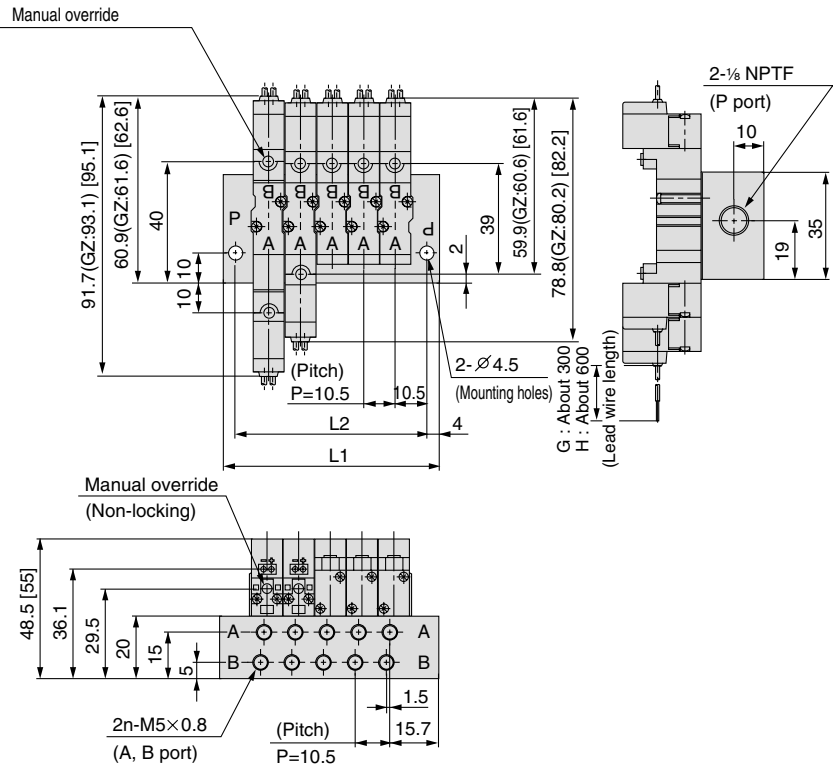 Manual override
91.7(GZ:93.1) [95.1]
60.9(GZ:61.6) [62.6]
40
10
10
P
B B B B B
A A A A A
P
2
39
59.9(GZ:60.6) [61.6]
78.8(GZ:80.2) [82.2]
(Pitch)
P=10.5
10.5
2-Ø4.5
(Mounting holes)
L2
4
L1
2-⅛ NPTF
(P port)
10
35
19
G : About 300
H : About 600
(Lead wire length)
Manual override
(Non-locking)
48.5 [55]
36.1
29.5
20
15
5
A A
B B
1.5
15.7
2n-M5×0.8
(A, B port)
(Pitch)
P=10.5